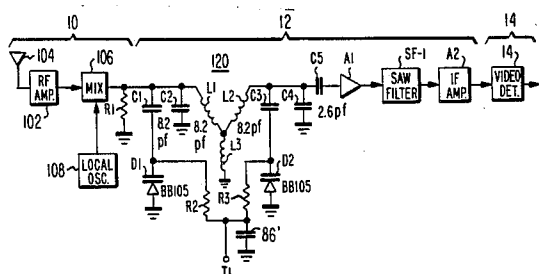 10 12 14
104 106 120 C5 A1 SF-1 A2 14
RF AMP. MIX L1 L2 C3 C4 SAW FILTER IF AMP. VIDEO DET.
102 R1 C1 C2
8.2 pf 8.2 pf 8.2pf 2.6pf
L3
108 LOCAL OSC.
D1 BB105 R2 R3 D2 BB105
86'